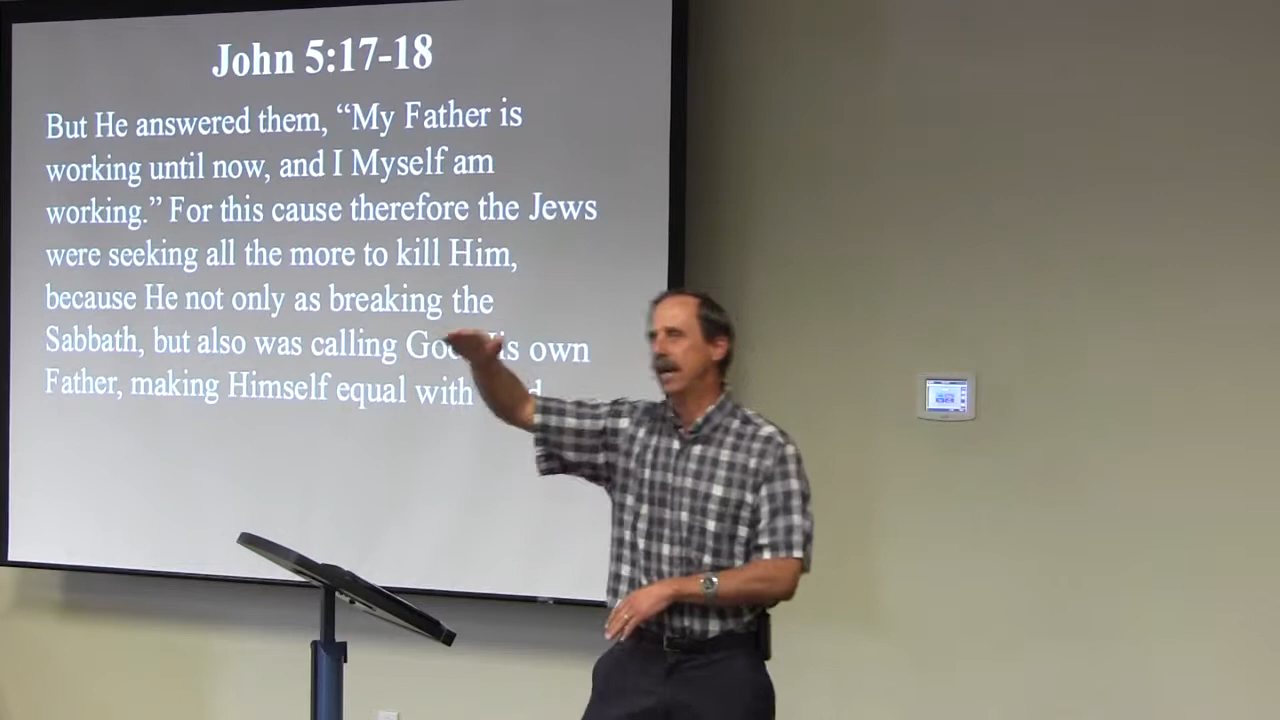 John 5:17-18
But He answered them, “My Father is
working until now, and I Myself am
working.” For this cause therefore the Jews
were seeking all the more to kill Him,
because He not only as breaking the
Sabbath, but also was calling own
Father, making Himself equal with